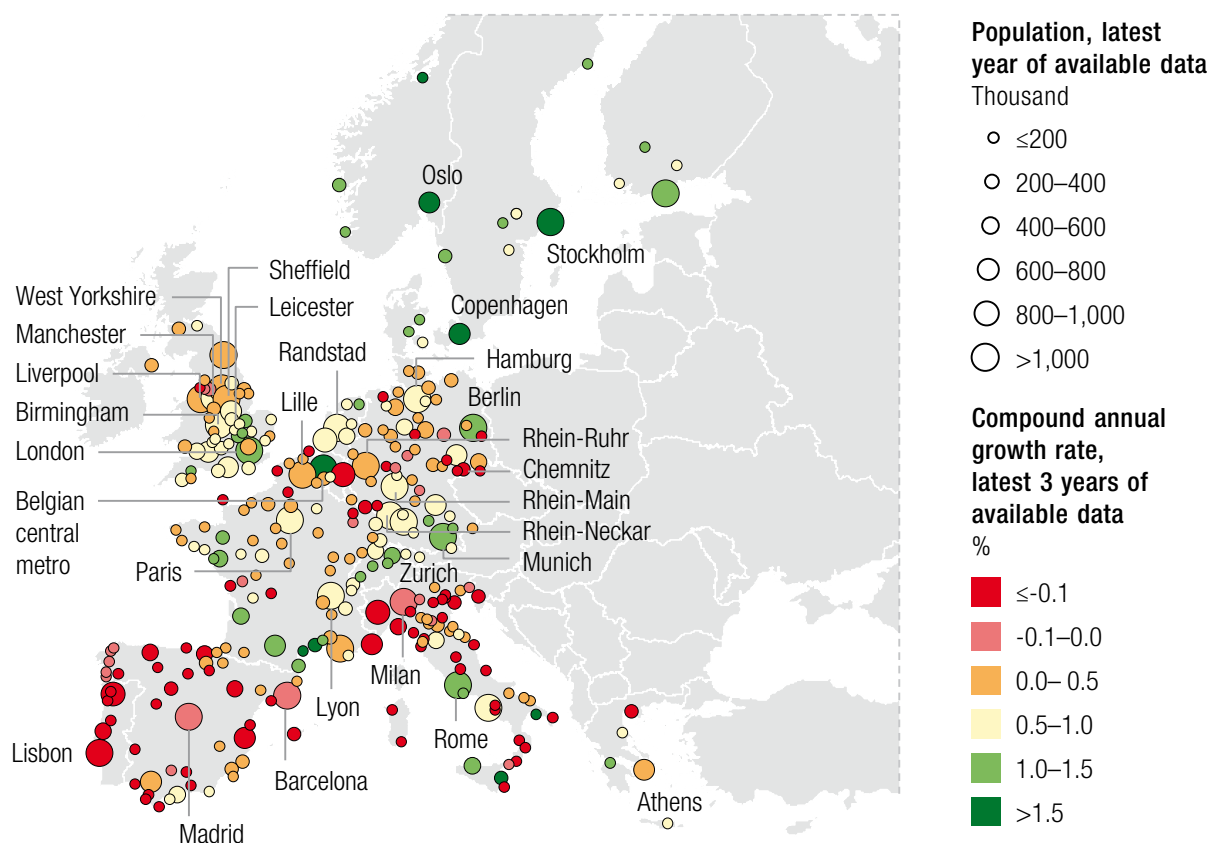 Oslo
Stockholm
Sheffield
West Yorkshire
Leicester
Copenhagen
Manchester
Randstad
Hamburg
Liverpool
Lille
Berlin
Birmingham
London
Rhein-Ruhr
Chemnitz
Belgian
central
metro
Rhein-Main
Rhein-Neckar
Munich
Paris
Zurich
Milan
Lyon
Rome
Lisbon
Barcelona
Athens
Madrid
Population, latest
year of available data
Thousand
≤200
200–400
400–600
600–800
800–1,000
>1,000
Compound annual
growth rate,
latest 3 years of
available data
%
≤-0.1
-0.1–0.0
0.0– 0.5
0.5–1.0
1.0–1.5
>1.5